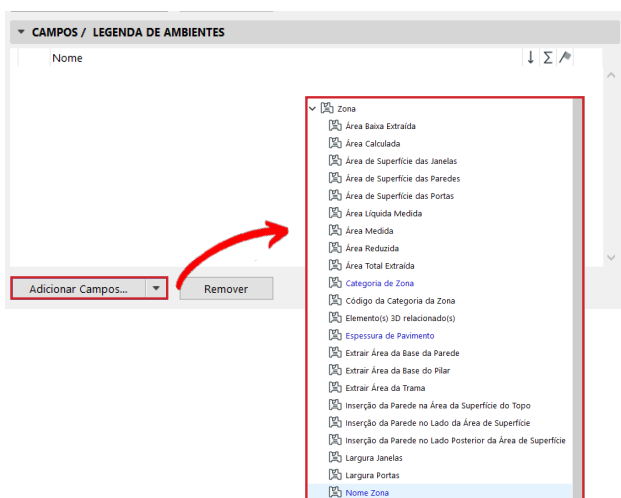 CAMPOS / LEGENDA DE AMBIENTES
Nome
Zona
Área Baixa Extraída
Área Calculada
Área de Superfície das Janelas
Área de Superfície das Paredes
Área de Superfície das Portas
Área Líquida Medida
Área Medida
Área Reduzida
Área Total Extraída
Categoria de Zona
Código da Categoria da Zona
Elemento(s) 3D relacionado(s)
Espessura de Pavimento
Extrair Área da Base da Parede
Extrair Área da Base do Pilar
Extrair Área da Trama
Inserção da Parede na Área da Superfície do Topo
Inserção da Parede no Lado da Área de Superfície
Inserção da Parede no Lado Posterior da Área de Superfície
Largura Janelas
Largura Portas
Nome Zona
Adicionar Campos...
Remover